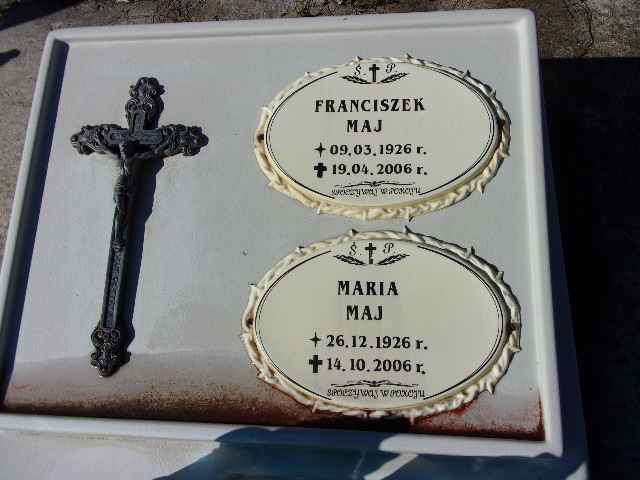 Ś. P.
FRANCISZEK
MAJ
09.03.1926 r.
19.04.2006 r.
SPOCZYWAJ W POKOJU
Ś. P.
MARIA
MAJ
26.12.1926 r.
14.10.2006 r.
SPOCZYWAJ W POKOJU